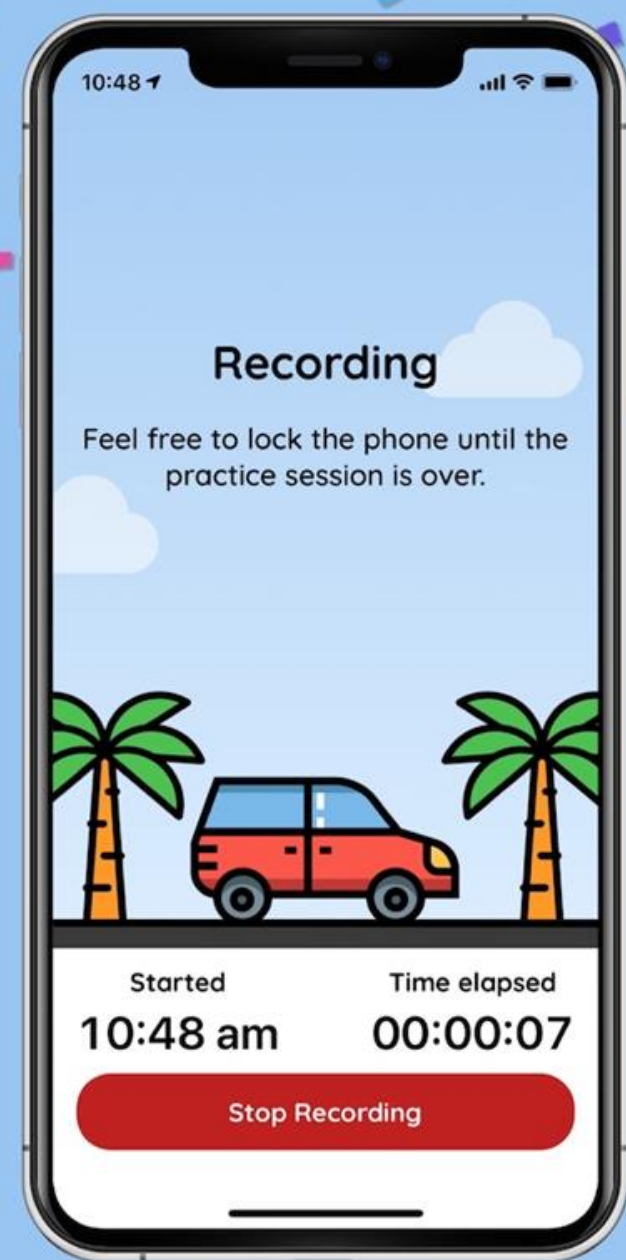 10:48
Recording
Feel free to lock the phone until the
practice session is over.
Started
Time elapsed
10:48 am
00:00:07
Stop Recording